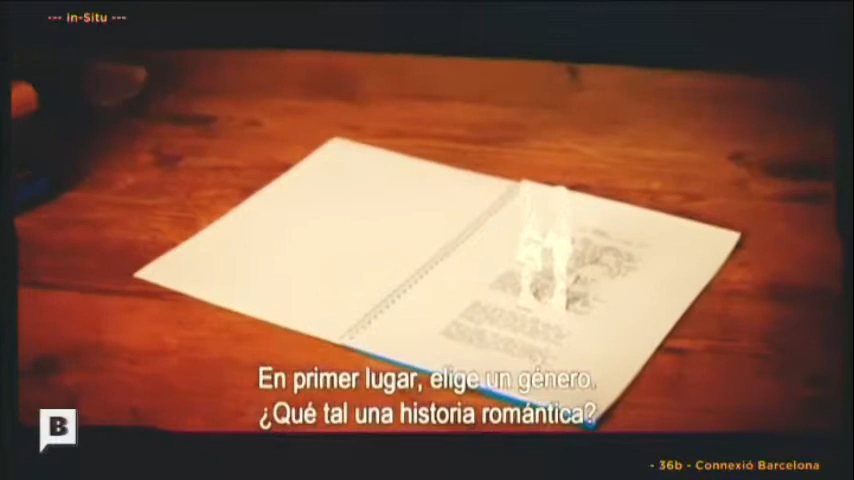 --- in-Situ ---
En primer lugar, elige un género.
¿Qué tal una historia romántica?
B
- 36b - Connexió Barcelona